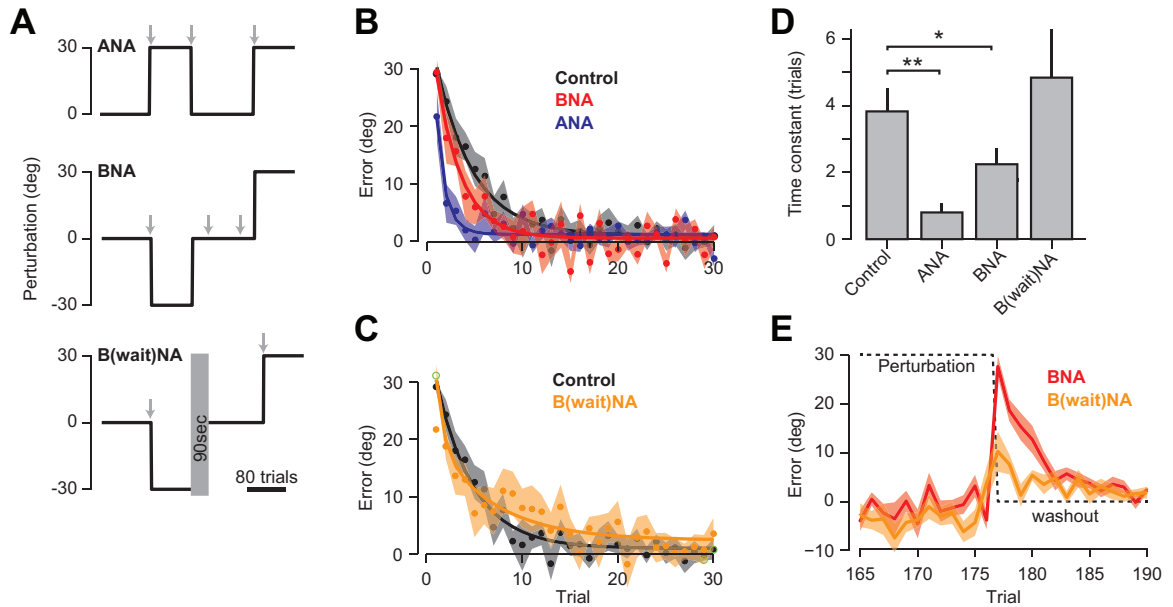 A
ANA
30
0
Perturbation (deg)
BNA
30
0
-30
B(wait)NA
30
0
-30
90sec
80 trials
B
Error (deg)
30
20
10
0
Control
BNA
ANA
0
10
20
30
C
Error (deg)
30
20
10
0
Control
B(wait)NA
0
10
20
30
Trial
D
Time constant (trials)
6
4
2
0
*
**
Control
ANA
BNA
B(wait)NA
E
Error (deg)
30
20
10
0
−10
Perturbation
BNA
B(wait)NA
washout
165
170
175
180
185
190
Trial